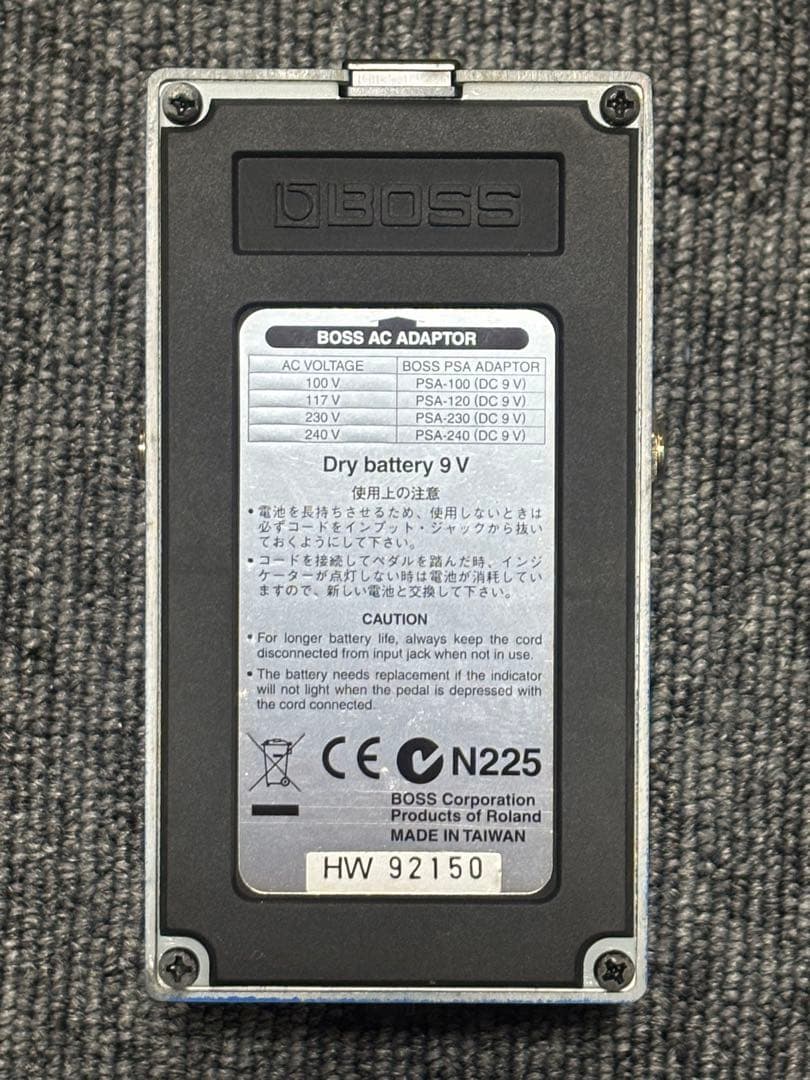 BOSS
BOSS AC ADAPTOR
AC VOLTAGE BOSS PSA ADAPTOR
100 V PSA-100 (DC 9 V)
117 V PSA-120 (DC 9 V)
230 V PSA-230 (DC 9 V)
240 V PSA-240 (DC 9 V)
Dry battery 9 V
使用上の注意
• 電池を長持ちさせるため、使用しないときは
必ずコードをインプット・ジャックから抜い
ておくようにして下さい。
• コードを接続してペダルを踏んだ時、インジ
ケーターが点灯しない時は電池が消耗してい
ますので、新しい電池と交換して下さい。
CAUTION
• For longer battery life, always keep the cord
disconnected from input jack when not in use.
• The battery needs replacement if the indicator
will not light when the pedal is depressed with
the cord connected.
CE N225
BOSS Corporation
Products of Roland
MADE IN TAIWAN
HW 92150